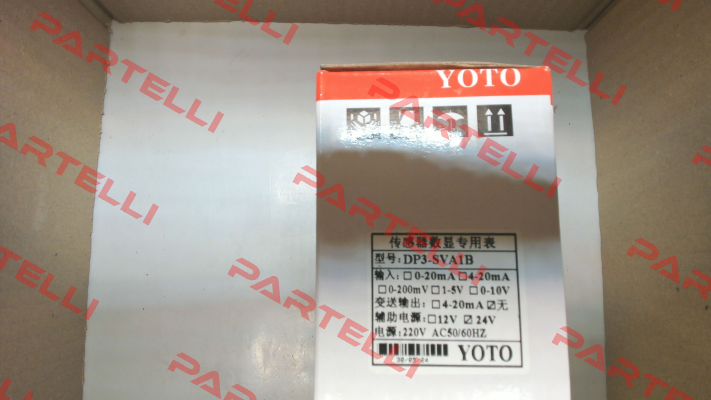 PARTELLI
PARTELLI
PARTELLI
PARTELLI
PARTELLI
PARTELLI
PARTELLI
PARTELLI
PARTELLI
YOTO
传感器数显专用表
型号:DP3-SVA1B
输入:□0-20mA□4-20mA
□0-200mV□1-5V □0-10V
变送输出:□4-20mA☑无
辅助电源:□12V ☑24V
电源:220V AC50/60HZ
YOTO